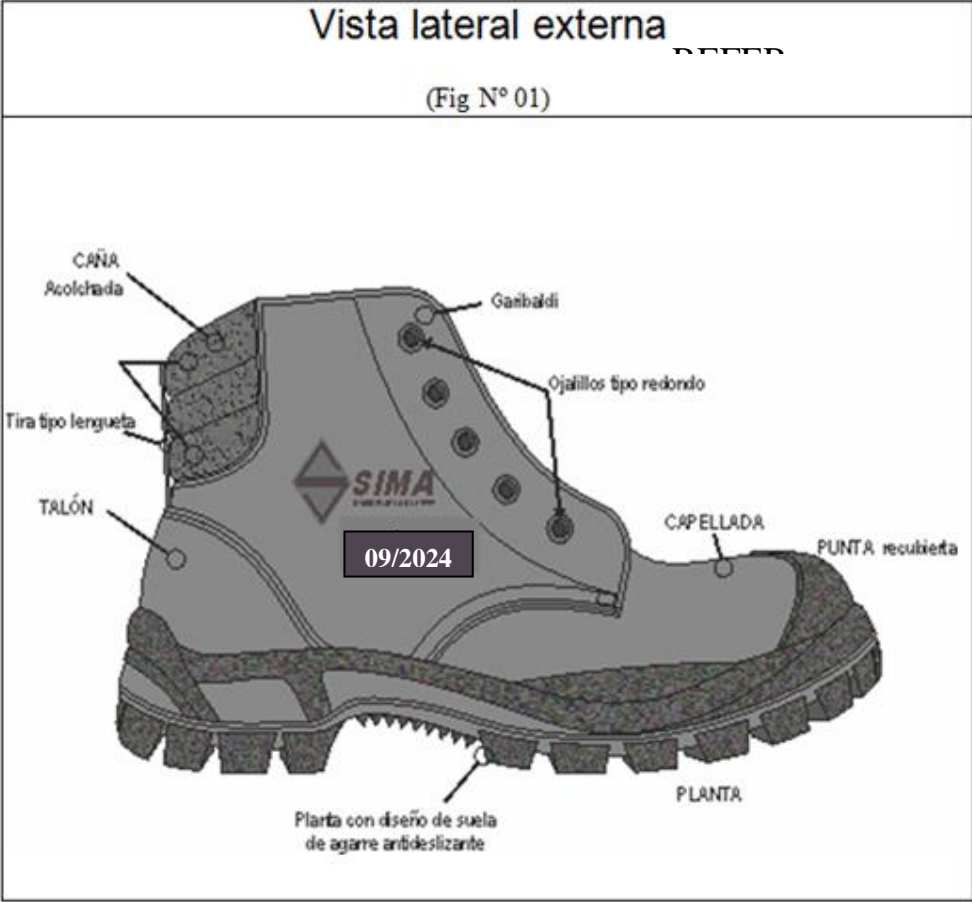 Vista lateral externa
(Fig Nº 01)
CAÑA
Acolchada
Garibaldi
Ojalillos tipo redondo
Tira tipo lengueta
SIMA
TALÓN
09/2024
CAPELLADA
PUNTA recubierta
PLANTA
Planta con diseño de suela
de agarre antideslizante